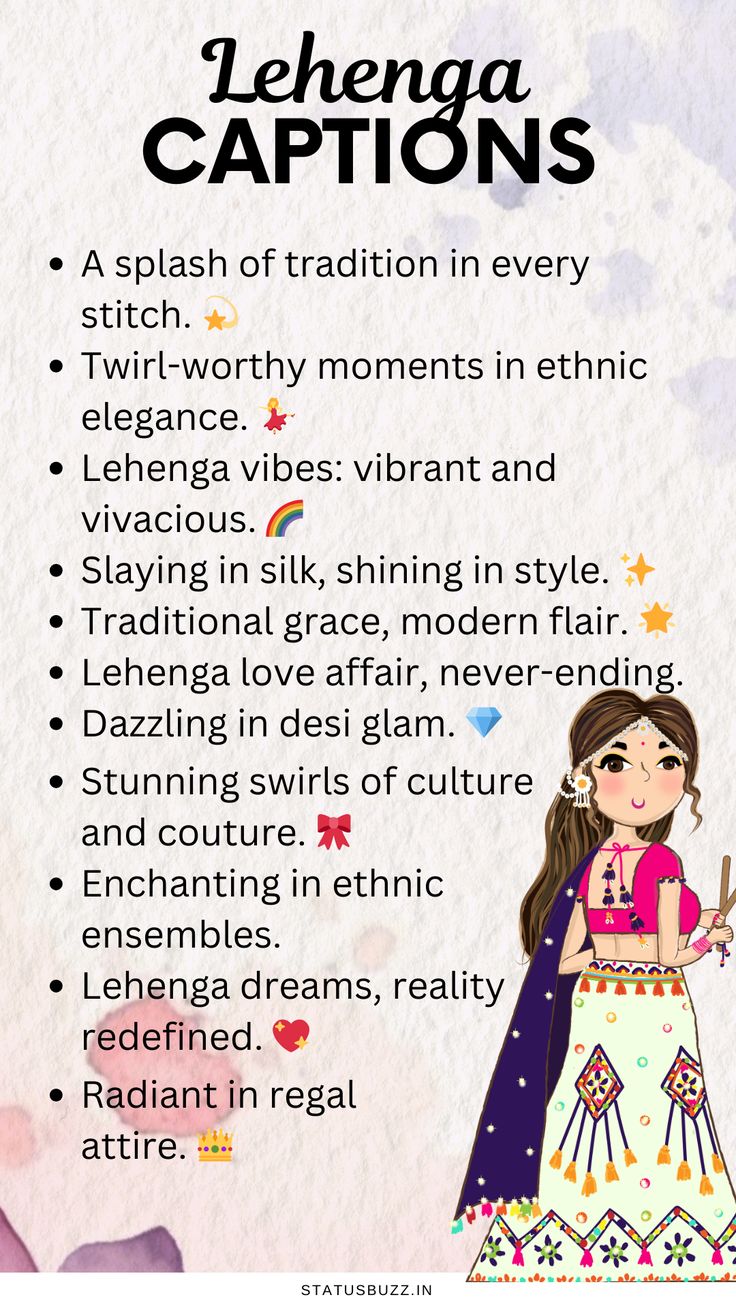 Lehenga
CAPTIONS
• A splash of tradition in every
stitch. 💫
• Twirl-worthy moments in ethnic
elegance. 💃
• Lehenga vibes: vibrant and
vivacious. 🌈
• Slaying in silk, shining in style. ✨
• Traditional grace, modern flair. 🌟
• Lehenga love affair, never-ending.
• Dazzling in desi glam. 💎
• Stunning swirls of culture
and couture. 🎀
• Enchanting in ethnic
ensembles.
• Lehenga dreams, reality
redefined. 💖
• Radiant in regal
attire. 👑
STATUSBUZZ.IN